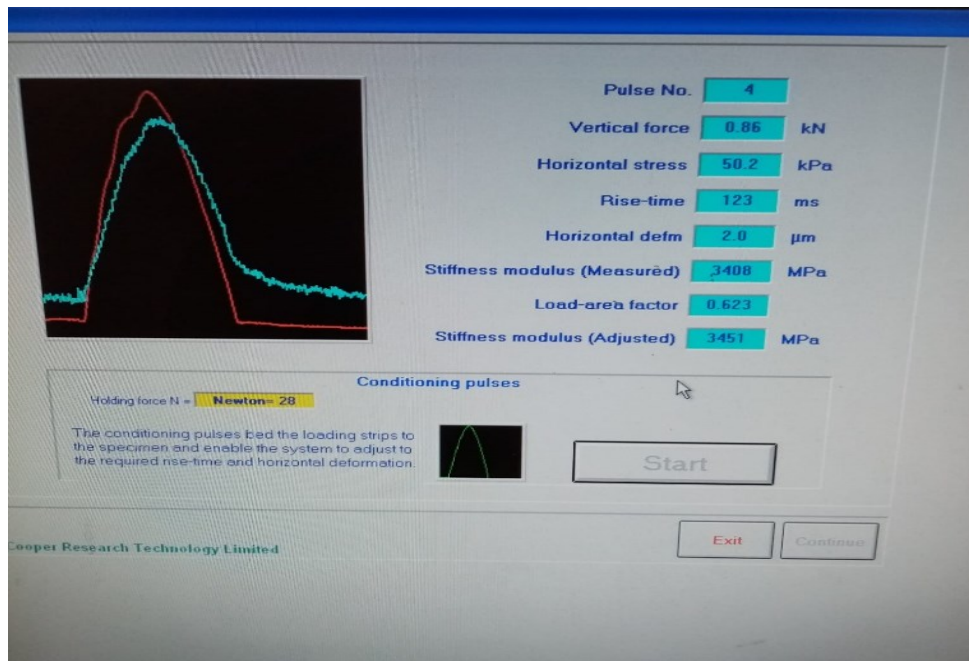 Pulse No. 4
Vertical force 0.86 kN
Horizontal stress 50.2 kPa
Rise-time 123 ms
Horizontal defm 2.0 µm
Stiffness modulus (Measured) 3408 MPa
Load-area factor 0.623
Stiffness modulus (Adjusted) 3451 MPa
Conditioning pulses
Holding force N = Newton= 28
The conditioning pulses bed the loading strips to
the specimen and enable the system to adjust to
the required rise-time and horizontal deformation.
Start
Exit Continue
Cooper Research Technology Limited